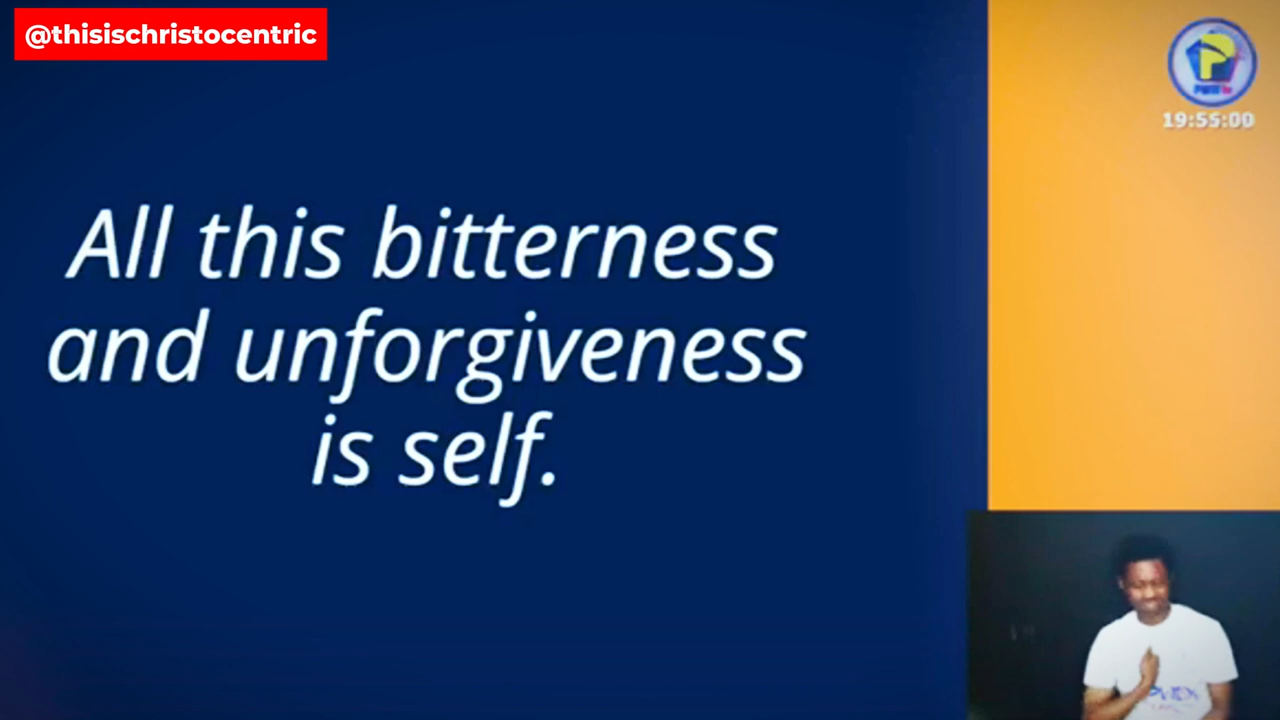 @thisischristocentric
19:55:00
All this bitterness
and unforgiveness
is self.